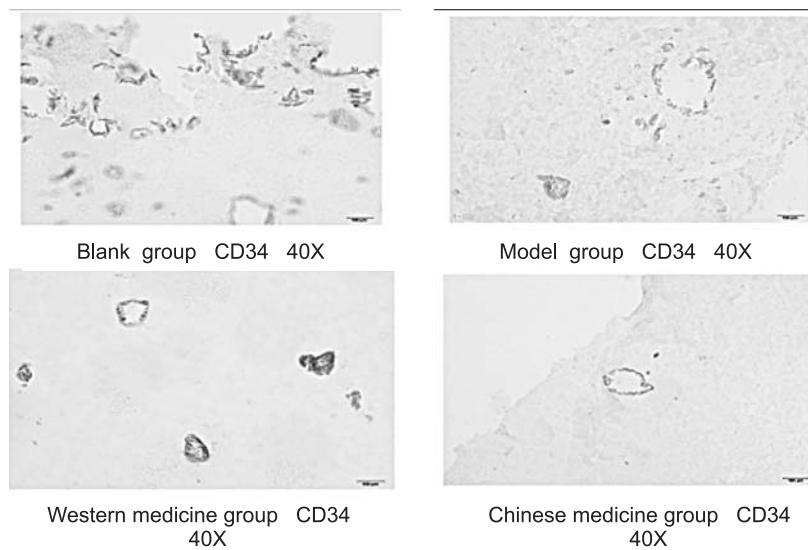 Blank group CD34 40X
Model group CD34 40X
Western medicine group CD34
40X
Chinese medicine group CD34
40X